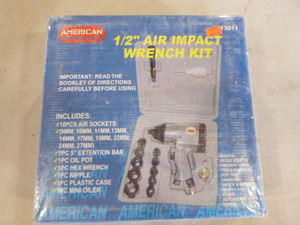 AMERICAN
13011
1/2" AIR IMPACT
WRENCH KIT
IMPORTANT: READ THE
BOOKLET OF DIRECTIONS
CAREFULLY BEFORE USING
INCLUDES:
10PCS AIR SOCKETS:
(9MM, 10MM, 11MM,13MM,
14MM, 17MM, 19MM, 22MM,
24MM, 27MM)
1PC 5" EXTENTION BAR
1PC OIL POT
1PC HEX WRENCH
1PC NIPPLE
1PC PLASTIC CASE
1PC MINI OILER
AMERICAN AMERICAN